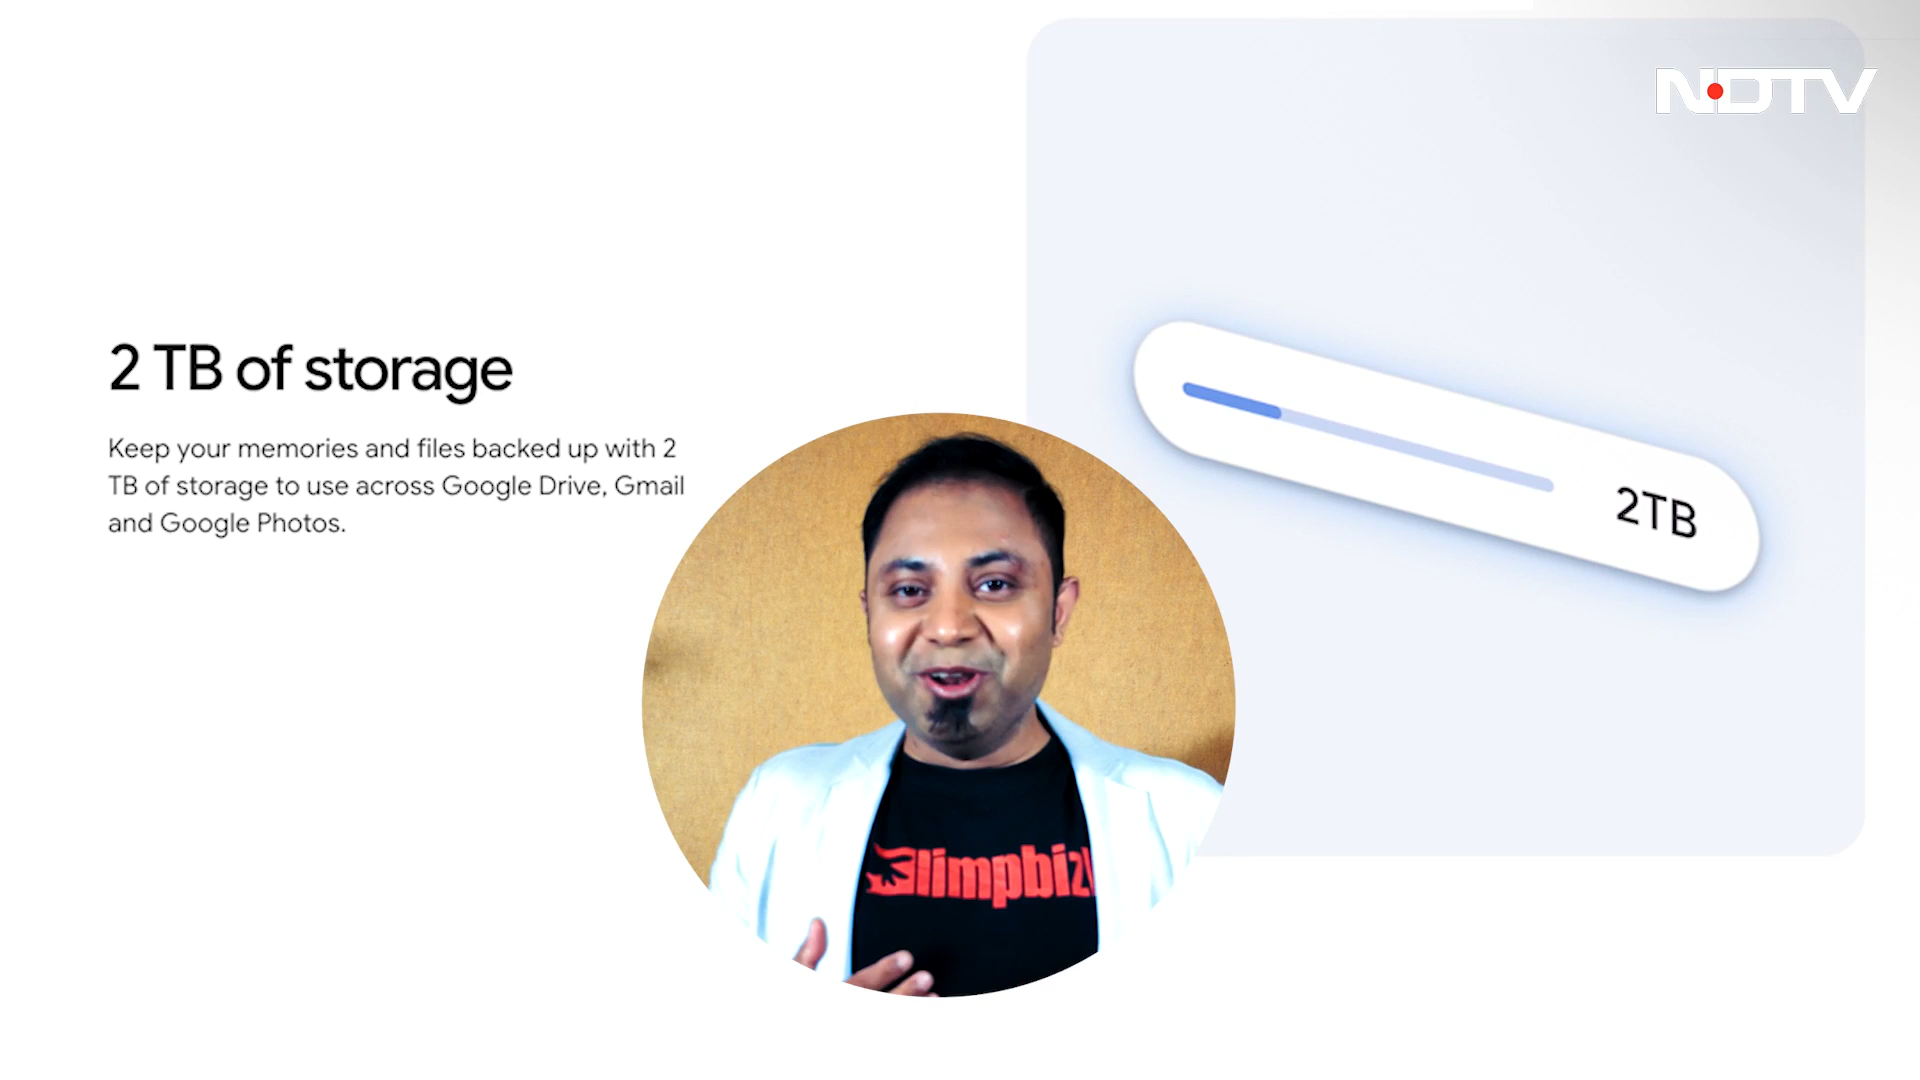 NDTV
2 TB of storage
Keep your memories and files backed up with 2
TB of storage to use across Google Drive, Gmail
and Google Photos.
2TB
limpbiz